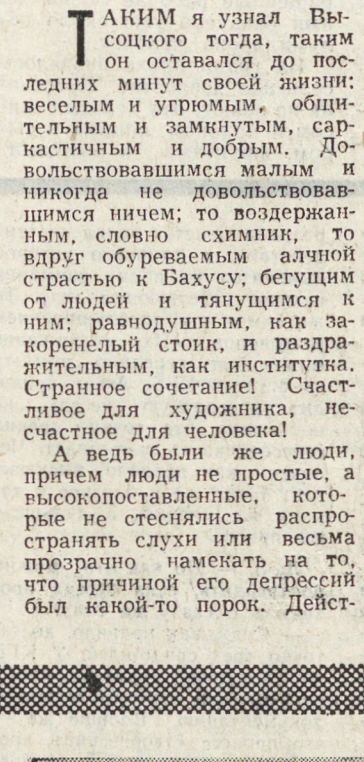 ТАКИМ я узнал Вы-
соцкого тогда, таким
он оставался до пос-
ледних минут своей жизни:
веселым и угрюмым, общи-
тельным и замкнутым, сар-
кастичным и добрым. До-
вольствовавшимся малым и
никогда не довольствовав-
шимся ничем; то воздержан-
ным, словно схимник, то
вдруг обуреваемым алчной
страстью к Бахусу; бегущим
от людей и тянущимся к
ним; равнодушным, как за-
коренелый стоик, и раздра-
жительным, как институтка.
Странное сочетание! Счаст-
ливое для художника, не-
счастное для человека!
А ведь были же люди,
причем люди не простые, а
высокопоставленные, кото-
рые не стеснялись распро-
странять слухи или весьма
прозрачно намекать на то,
что причиной его депрессий
был какой-то порок. Дейст-